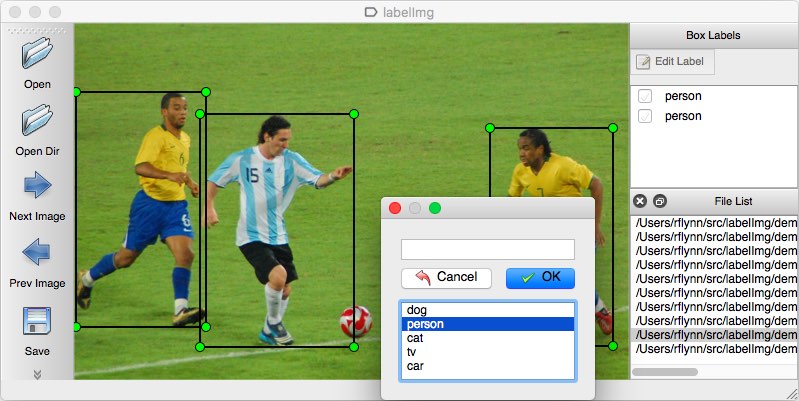 labelImg
Open
Open Dir
Next Image
Prev Image
Save
15
6
7
Box Labels
Edit Label
person
person
File List
/Users/rflynn/src/labelImg/dem
/Users/rflynn/src/labelImg/dem
/Users/rflynn/src/labelImg/dem
/Users/rflynn/src/labelImg/dem
/Users/rflynn/src/labelImg/dem
/Users/rflynn/src/labelImg/dem
/Users/rflynn/src/labelImg/dem
/Users/rflynn/src/labelImg/dem
/Users/rflynn/src/labelImg/dem
/Users/rflynn/src/labelImg/dem
Cancel
OK
dog
person
cat
tv
car